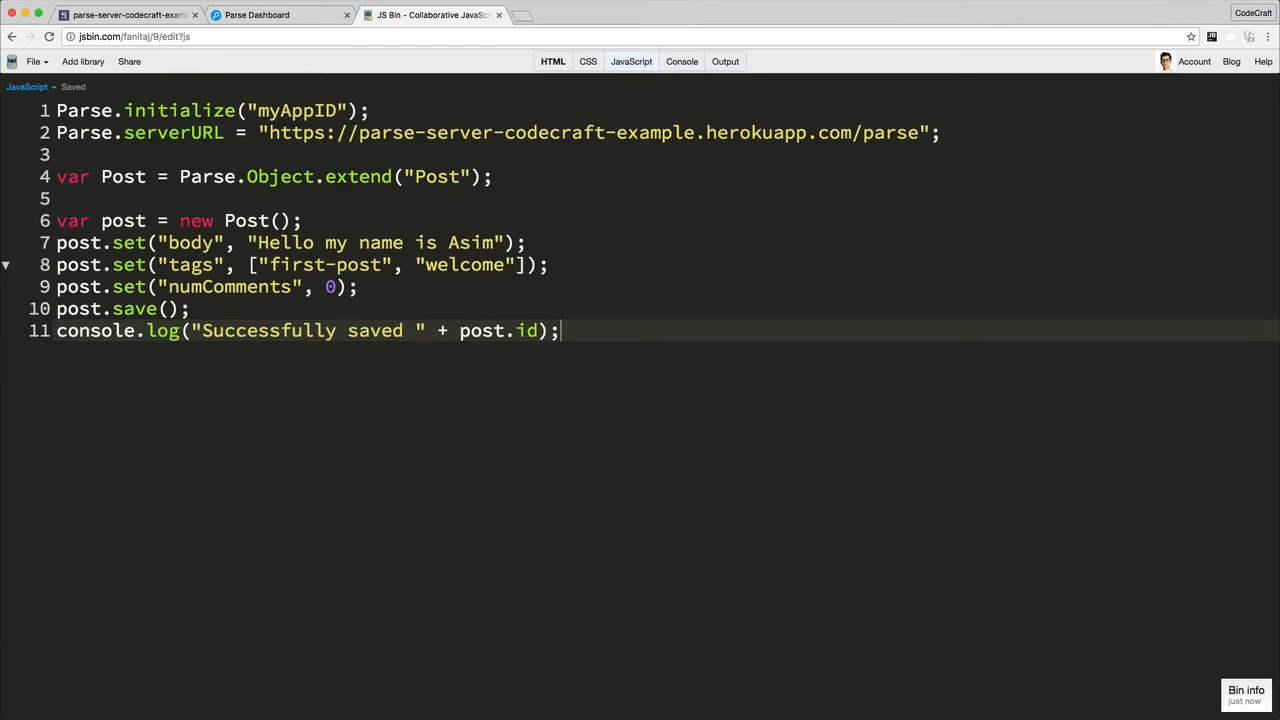 parse-server-codecraft-exam
Parse Dashboard
JS Bin - Collaborative JavaSc
CodeCraft
jsbin.com/fanitaj/9/edit?js
File
Add library
Share
HTML
CSS
JavaScript
Console
Output
Account
Blog
Help
JavaScript
Saved
1 Parse.initialize("myAppID");
2 Parse.serverURL = "https://parse-server-codecraft-example.herokuapp.com/parse";
3
4 var Post = Parse.Object.extend("Post");
5
6 var post = new Post();
7 post.set("body", "Hello my name is Asim");
8 post.set("tags", ["first-post", "welcome"]);
9 post.set("numComments", 0);
10 post.save();
11 console.log("Successfully saved " + post.id);
Bin info
just now